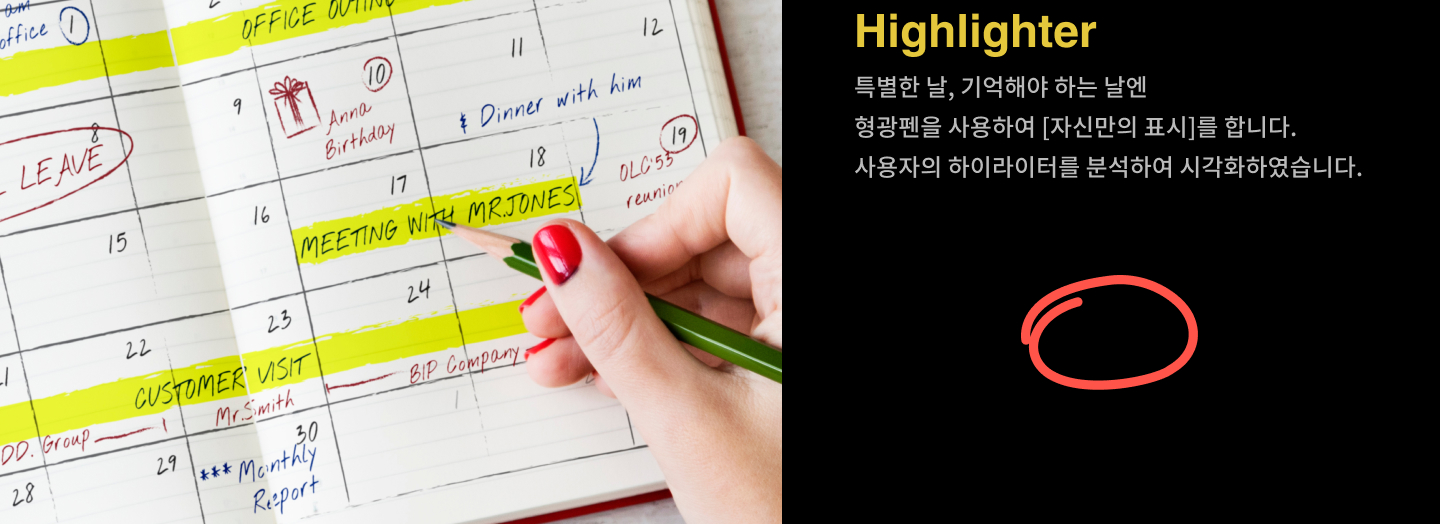 am
office 1
OFFICE OUTING
8
L LEAVE
9
10
Anna
Birthday
11
12
& Dinner with him
15
16
17
18
19
MEETING WITH MR.JONES
OLC'53
reunion
22
23
24
CUSTOMER VISIT
Mr.Smith
BIP Company
DD. Group
28
29
30
*** Monthly
Report
Highlighter
특별한 날, 기억해야 하는 날엔
형광펜을 사용하여 [자신만의 표시]를 합니다.
사용자의 하이라이터를 분석하여 시각화하였습니다.